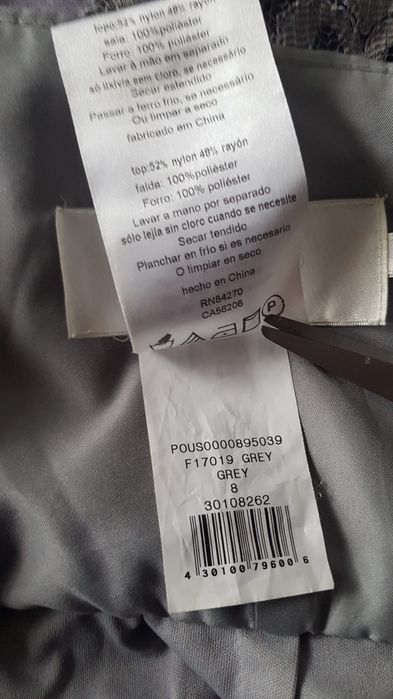 top:52% nylon 48% rayón
saia: 100%poliéster
Forro: 100% poliéster
Lavar à mão em separado
só lixívia sem cloro, se necessário
Secar estendido
Passar a ferro frio, se necessário
Ou limpar a seco
fabricado em China
top:52% nylon 48% rayón
falda: 100%poliéster
Forro: 100% poliéster
Lavar a mano por separado
sólo lejía sin cloro cuando se necesite
Secar tendido
Planchar en frío si es necesario
O limpiar en seco
hecho en China
RN84270
CA56206
P
POUS0000895039
F17019 GREY
GREY
8
30108262
4 30100 79600 6